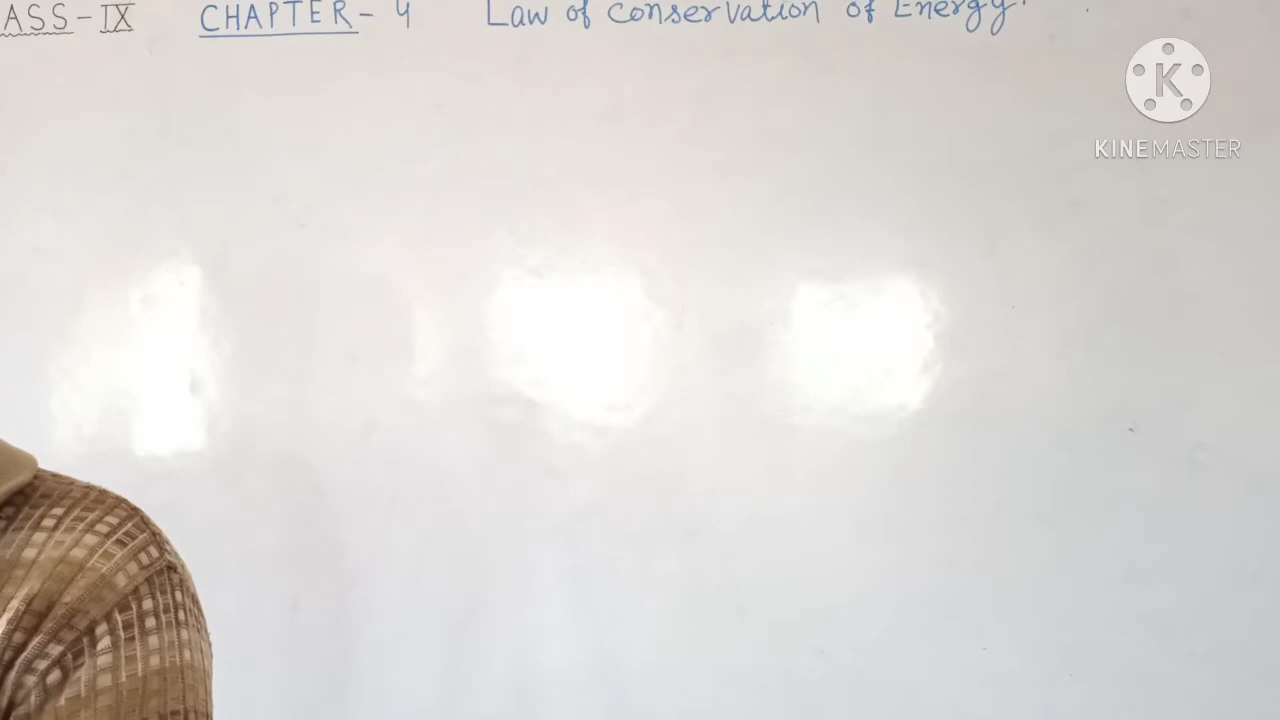 ASS - IX CHAPTER - 4 Law of Conservation of Energy.
K
KINEMASTER